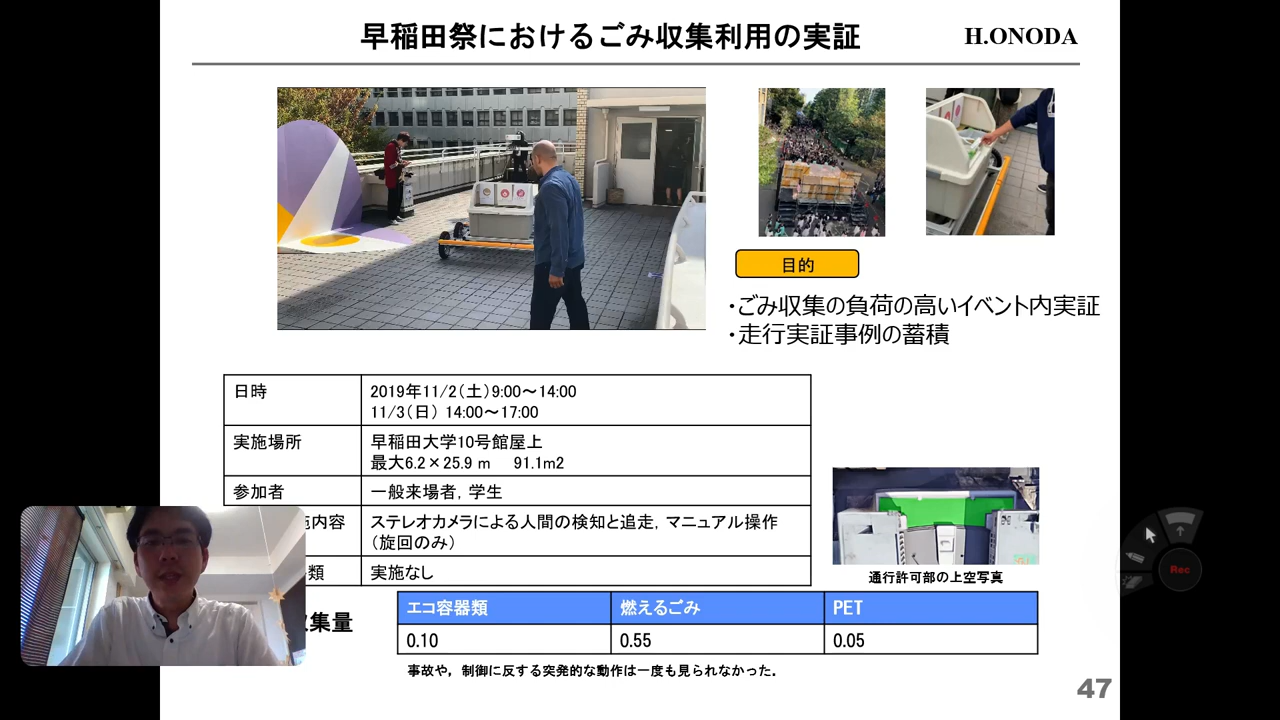 早稲田祭におけるごみ収集利用の実証
H.ONODA
目的
・ごみ収集の負荷の高いイベント内実証
・走行実証事例の蓄積
日時
2019年11/2(土)9:00~14:00
11/3(日) 14:00~17:00
実施場所
早稲田大学10号館屋上
最大6.2×25.9 m 91.1m2
参加者
一般来場者,学生
内容
ステレオカメラによる人間の検知と追走,マニュアル操作
(旋回のみ)
類
実施なし
通行許可部の上空写真
集量
エコ容器類 燃えるごみ PET
0.10 0.55 0.05
事故や,制御に反する突発的な動作は一度も見られなかった。
Rec
47